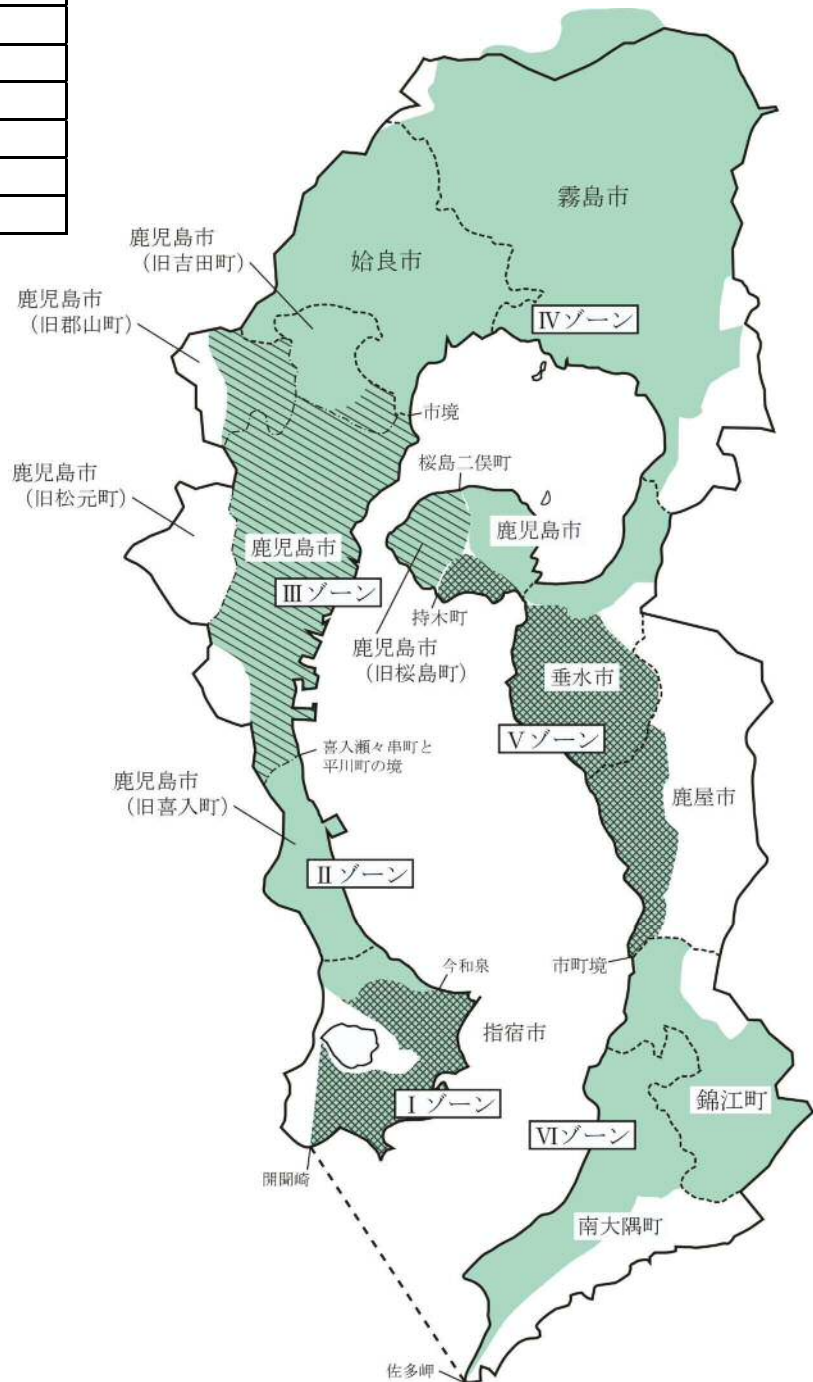 霧島市
鹿児島市
(旧吉田町)
姶良市
鹿児島市
(旧郡山町)
Ⅳゾーン
市境
桜島二俣町
鹿児島市
(旧松元町)
鹿児島市
鹿児島市
Ⅲゾーン
持木町
鹿児島市
(旧桜島町)
垂水市
Ⅴゾーン
喜入瀬々串町と
平川町の境
鹿児島市
(旧喜入町)
鹿屋市
Ⅱゾーン
今和泉
市町境
指宿市
Ⅰゾーン
錦江町
Ⅵゾーン
開聞崎
南大隅町
佐多岬